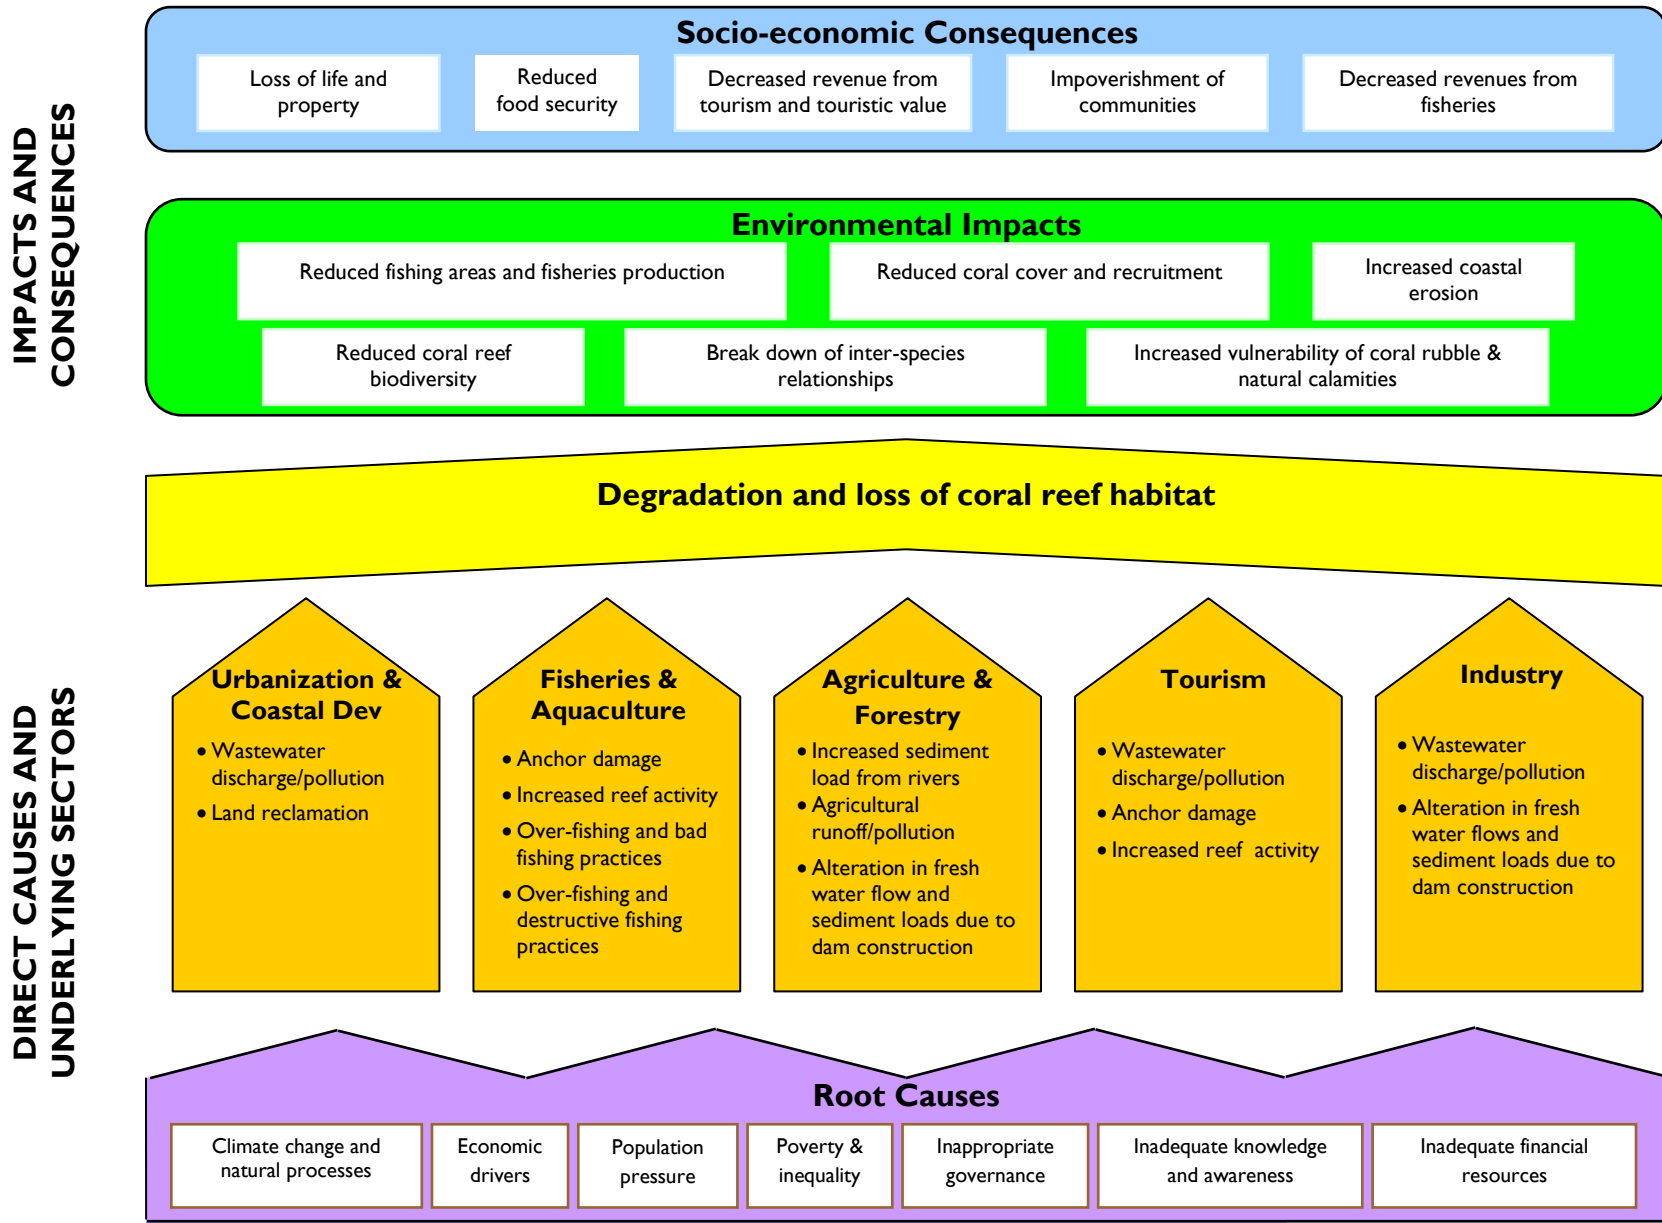 IMPACTS AND
CONSEQUENCES
Socio-economic Consequences
Loss of life and
property
Reduced
food security
Decreased revenue from
tourism and touristic value
Impoverishment of
communities
Decreased revenues from
fisheries
Environmental Impacts
Reduced fishing areas and fisheries production
Reduced coral cover and recruitment
Increased coastal
erosion
Reduced coral reef
biodiversity
Break down of inter-species
relationships
Increased vulnerability of coral rubble &
natural calamities
Degradation and loss of coral reef habitat
DIRECT CAUSES AND
UNDERLYING SECTORS
Urbanization &
Coastal Dev
• Wastewater
discharge/pollution
• Land reclamation
Fisheries &
Aquaculture
• Anchor damage
• Increased reef activity
• Over-fishing and bad
fishing practices
• Over-fishing and
destructive fishing
practices
Agriculture &
Forestry
• Increased sediment
load from rivers
• Agricultural
runoff/pollution
• Alteration in fresh
water flow and
sediment loads due to
dam construction
Tourism
• Wastewater
discharge/pollution
• Anchor damage
• Increased reef activity
Industry
• Wastewater
discharge/pollution
• Alteration in fresh
water flows and
sediment loads due to
dam construction
Root Causes
Climate change and
natural processes
Economic
drivers
Population
pressure
Poverty &
inequality
Inappropriate
governance
Inadequate knowledge
and awareness
Inadequate financial
resources